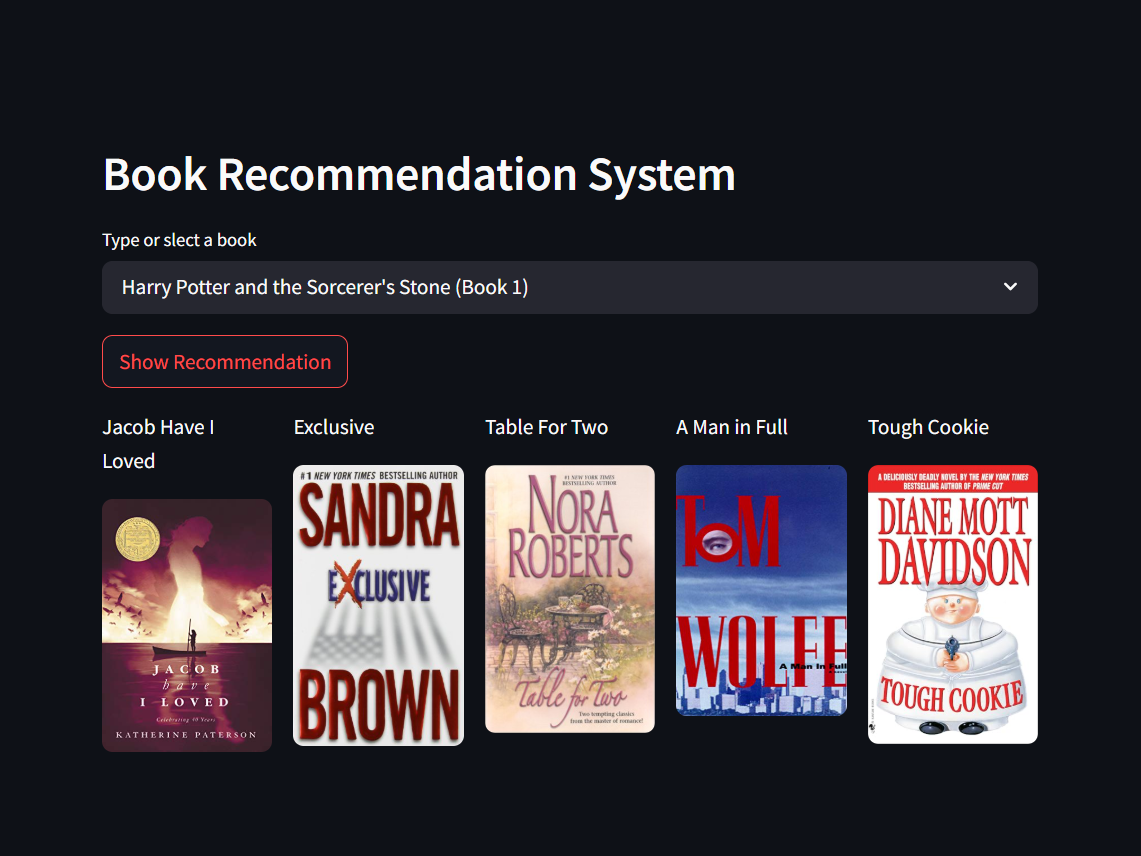 Book Recommendation System
Type or slect a book
Harry Potter and the Sorcerer's Stone (Book 1)
Show Recommendation
Jacob Have I
Loved
Exclusive
Table For Two
A Man in Full
Tough Cookie
JACOB
have
I LOVED
Celebrating 40 Years
KATHERINE PATERSON
#1 NEW YORK TIMES BESTSELLING AUTHOR
SANDRA
EXCLUSIVE
BROWN
#1 NEW YORK TIMES
BESTSELLING AUTHOR
NORA
ROBERTS
Table for Two
Two tempting classics
from the master of romance!
TOM
WOLFE
A Man In Full
A DELICIOUSLY DEADLY NOVEL BY THE NEW YORK TIMES
BESTSELLING AUTHOR OF PRIME CUT
DIANE MOTT
DAVIDSON
TOUGH COOKIE